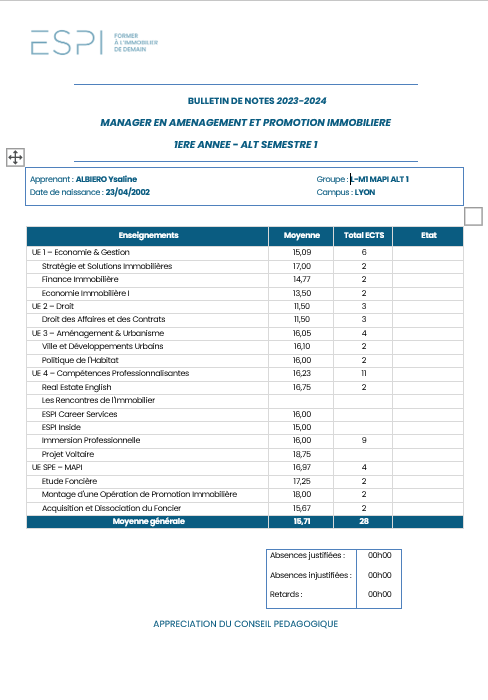 ESPI FORMER
À L'IMMOBILIER
DE DEMAIN
BULLETIN DE NOTES 2023-2024
MANAGER EN AMENAGEMENT ET PROMOTION IMMOBILIERE
1ERE ANNEE - ALT SEMESTRE 1
Apprenant : ALBIERO Ysaline Groupe : L-M1 MAPI ALT 1
Date de naissance : 23/04/2002 Campus : LYON
Enseignements Moyenne Total ECTS Etat
UE 1 – Economie & Gestion 15,09 6
Stratégie et Solutions Immobilières 17,00 2
Finance Immobilière 14,77 2
Economie Immobilière I 13,50 2
UE 2 – Droit 11,50 3
Droit des Affaires et des Contrats 11,50 3
UE 3 – Aménagement & Urbanisme 16,05 4
Ville et Développements Urbains 16,10 2
Politique de l'Habitat 16,00 2
UE 4 – Compétences Professionnalisantes 16,23 11
Real Estate English 16,75 2
Les Rencontres de l'Immobilier
ESPI Career Services 16,00
ESPI Inside 15,00
Immersion Professionnelle 16,00 9
Projet Voltaire 18,75
UE SPE – MAPI 16,97 4
Etude Foncière 17,25 2
Montage d'une Opération de Promotion Immobilière 18,00 2
Acquisition et Dissociation du Foncier 15,67 2
Moyenne générale 15,71 28
Absences justifiées : 00h00
Absences injustifiées : 00h00
Retards : 00h00
APPRECIATION DU CONSEIL PEDAGOGIQUE